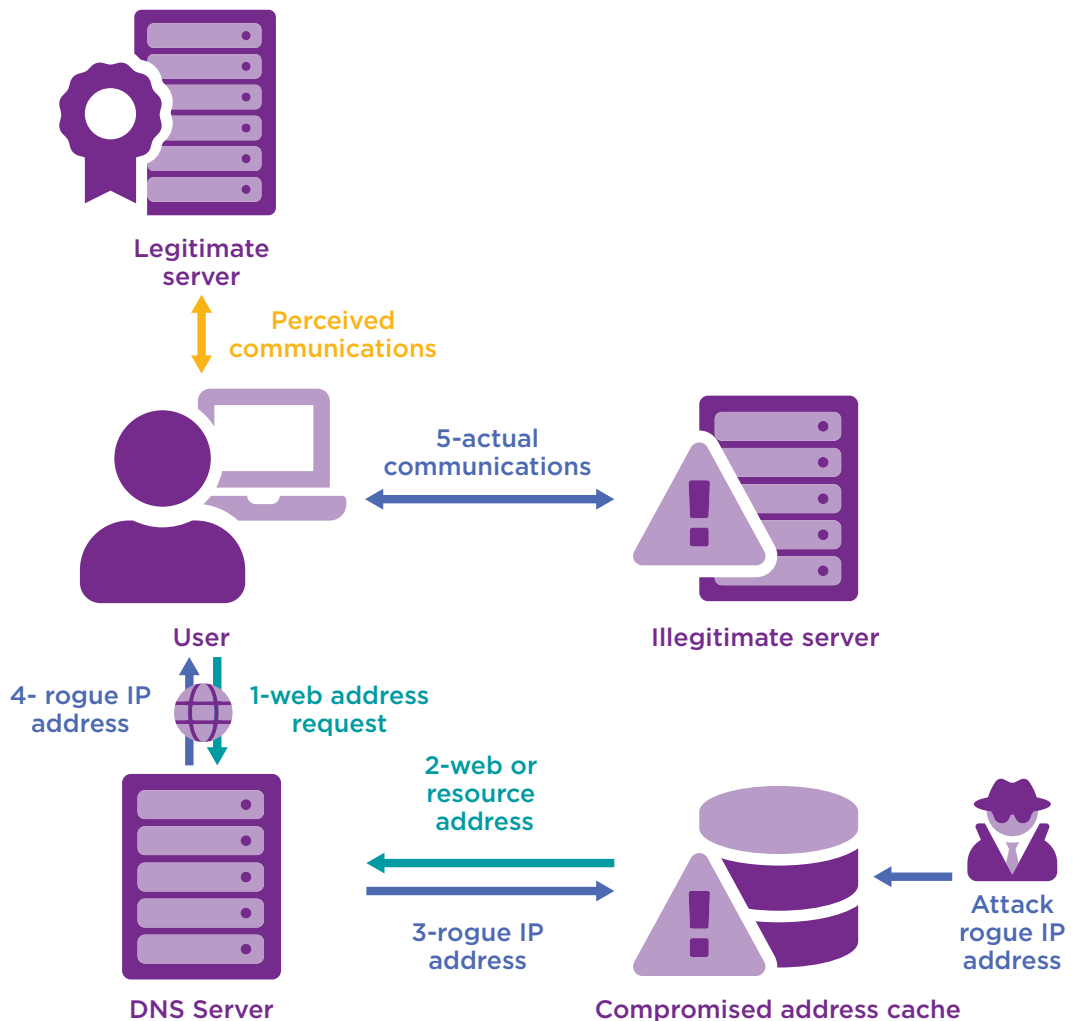 Legitimate
server
Perceived
communications
5-actual
communications
User
Illegitimate server
4- rogue IP
address
1-web address
request
2-web or
resource
address
3-rogue IP
address
Attack
rogue IP
address
DNS Server
Compromised address cache